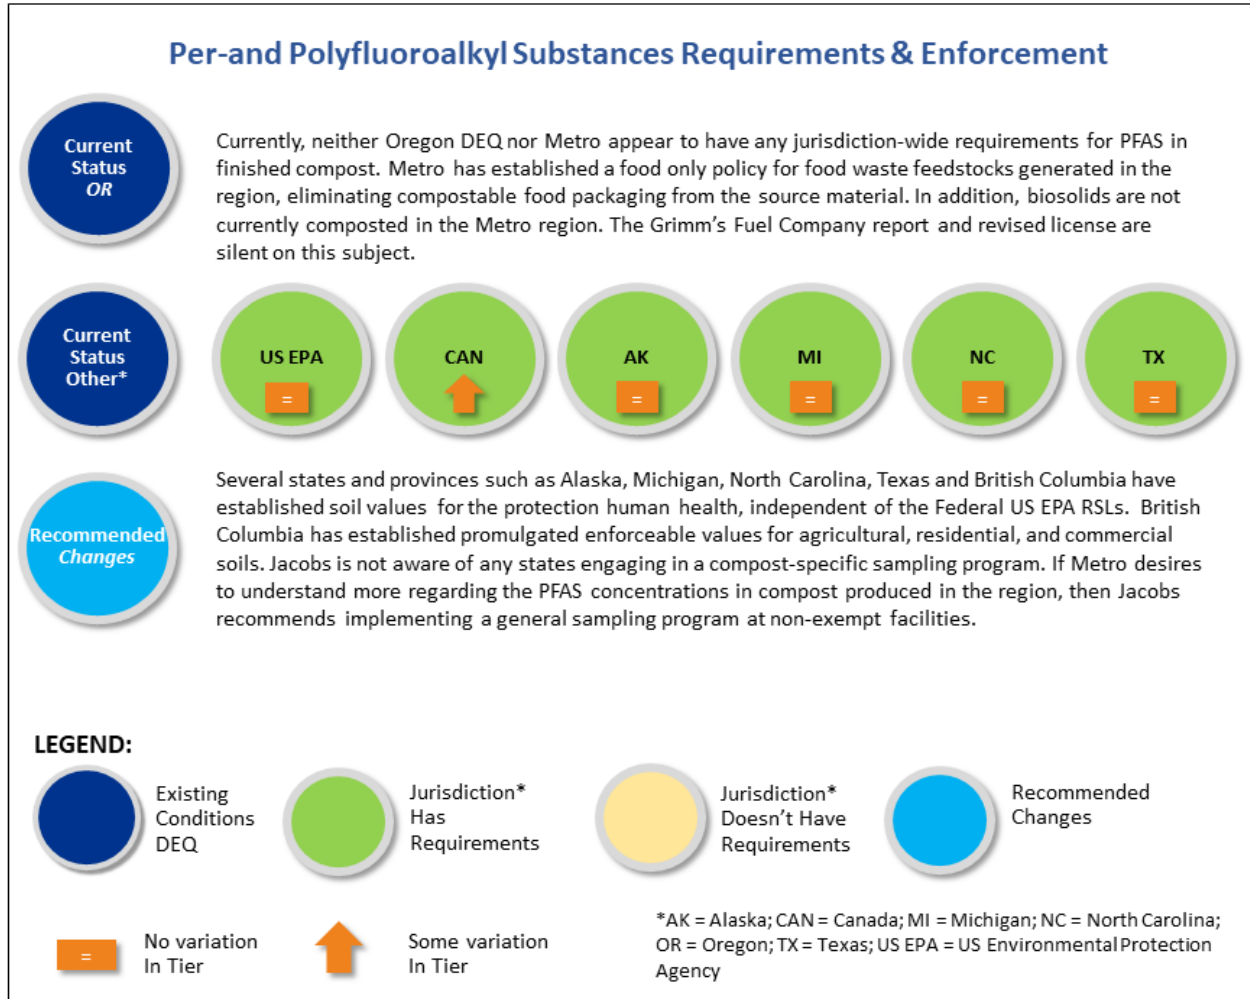 Per-and Polyfluoroalkyl Substances Requirements & Enforcement
Current
Status
OR
Currently, neither Oregon DEQ nor Metro appear to have any jurisdiction-wide requirements for PFAS in
finished compost. Metro has established a food only policy for food waste feedstocks generated in the
region, eliminating compostable food packaging from the source material. In addition, biosolids are not
currently composted in the Metro region. The Grimm's Fuel Company report and revised license are
silent on this subject.
Current
Status
Other*
US EPA
=
CAN
AK
=
MI
=
NC
=
TX
=
Recommended
Changes
Several states and provinces such as Alaska, Michigan, North Carolina, Texas and British Columbia have
established soil values for the protection human health, independent of the Federal US EPA RSLs. British
Columbia has established promulgated enforceable values for agricultural, residential, and commercial
soils. Jacobs is not aware of any states engaging in a compost-specific sampling program. If Metro desires
to understand more regarding the PFAS concentrations in compost produced in the region, then Jacobs
recommends implementing a general sampling program at non-exempt facilities.
LEGEND:
Existing
Conditions
DEQ
Jurisdiction*
Has
Requirements
Jurisdiction*
Doesn't Have
Requirements
Recommended
Changes
=
No variation
In Tier
Some variation
In Tier
*AK = Alaska; CAN = Canada; MI = Michigan; NC = North Carolina;
OR = Oregon; TX = Texas; US EPA = US Environmental Protection
Agency